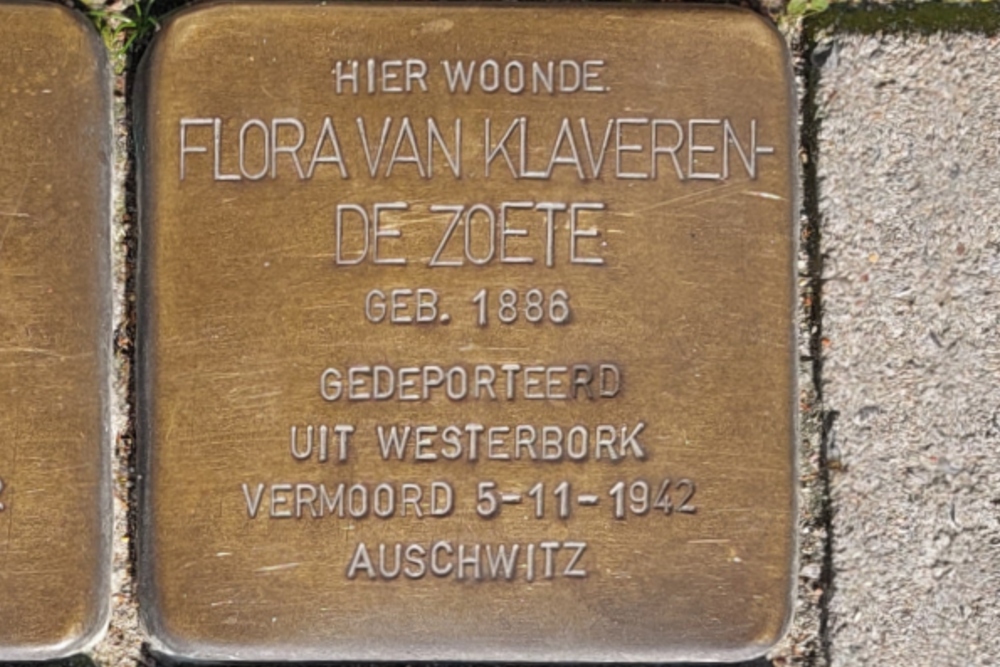 HIER WOONDE
FLORA VAN KLAVEREN-
DE ZOETE
GEB. 1886
GEDEPORTEERD
UIT WESTERBORK
VERMOORD 5-11-1942
AUSCHWITZ